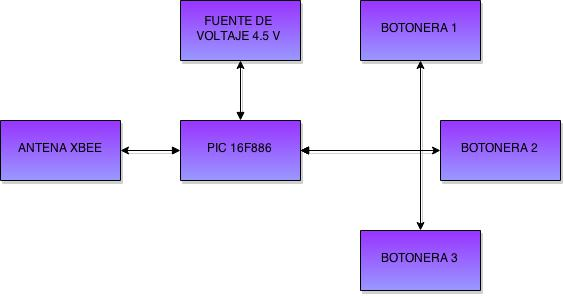 FUENTE DE
VOLTAJE 4.5 V
BOTONERA 1
ANTENA XBEE
PIC 16F886
BOTONERA 2
BOTONERA 3